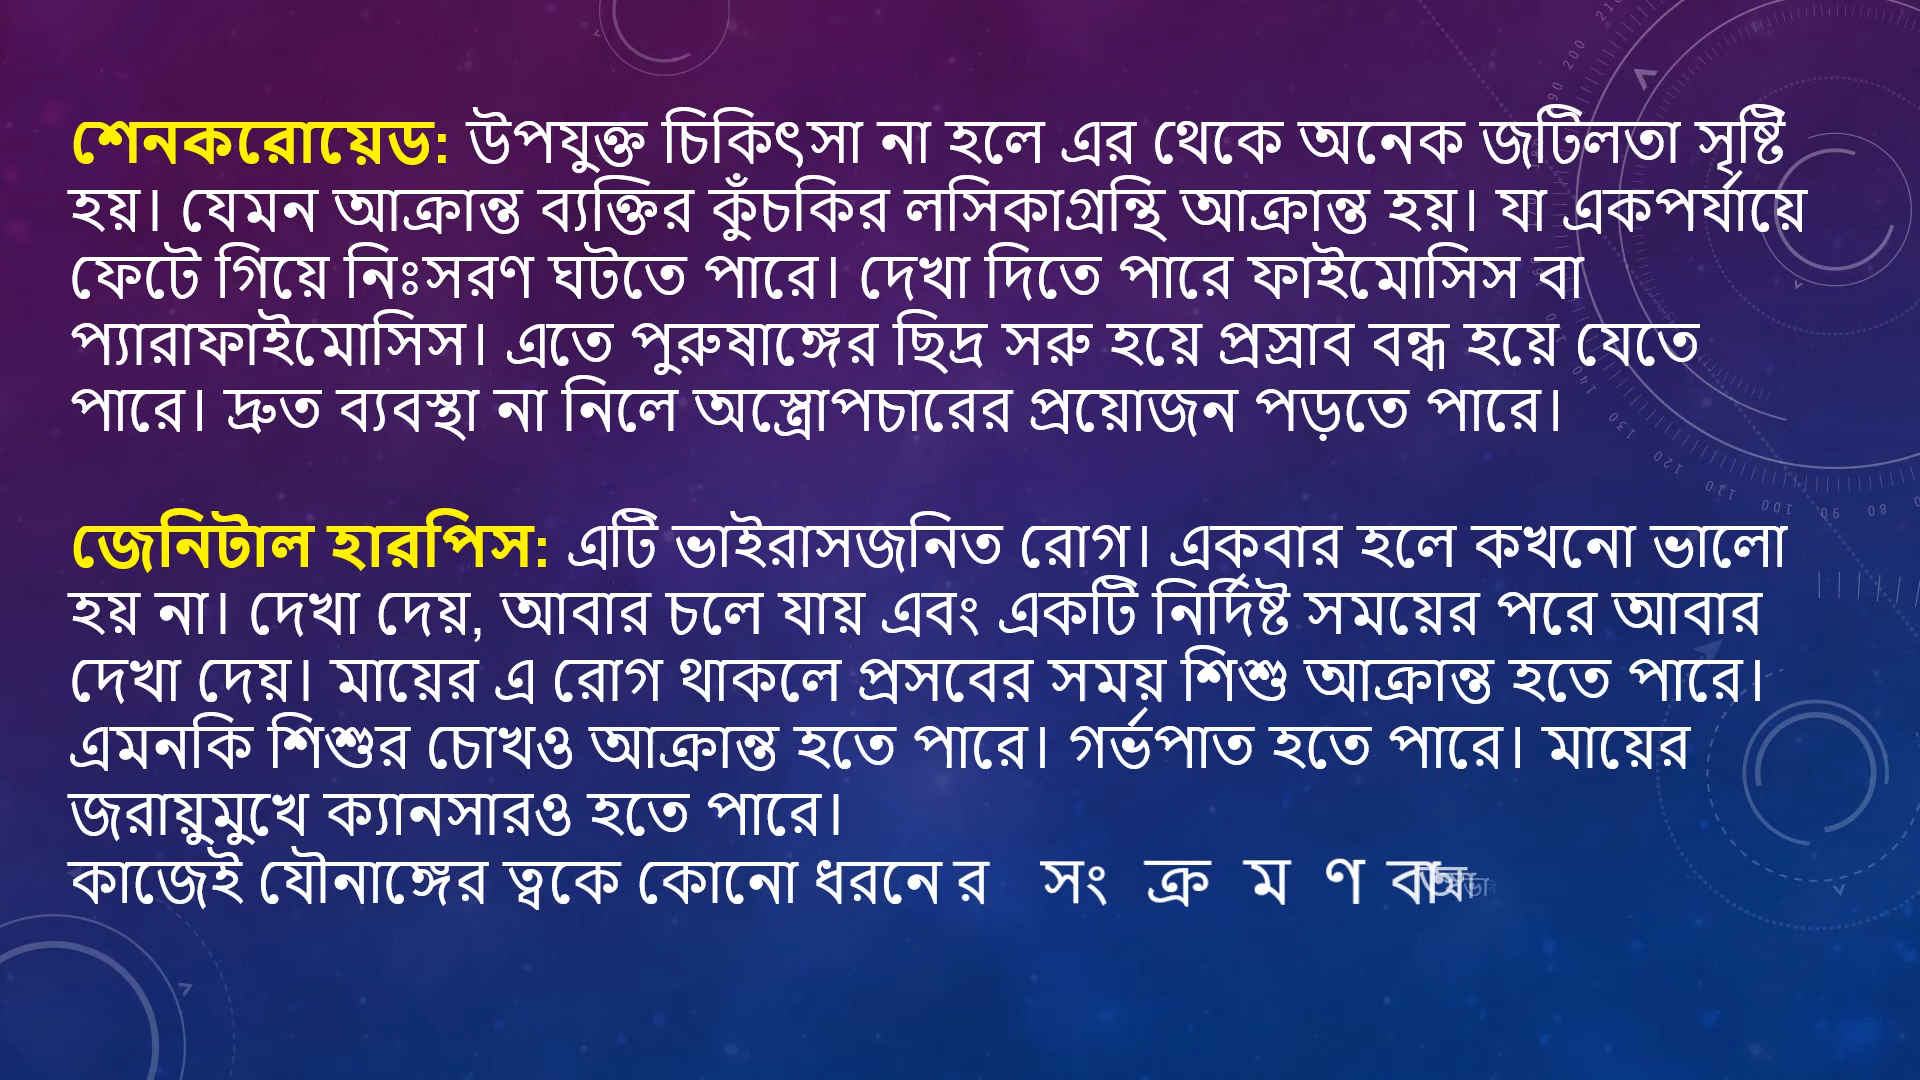 শেনকরোয়েড: উপযুক্ত চিকিৎসা না হলে এর থেকে অনেক জটিলতা সৃষ্টি
হয়। যেমন আক্রান্ত ব্যক্তির কুঁচকির লসিকাগ্রন্থি আক্রান্ত হয়। যা একপর্যায়ে
ফেটে গিয়ে নিঃসরণ ঘটতে পারে। দেখা দিতে পারে ফাইমোসিস বা
প্যারাফাইমোসিস। এতে পুরুষাঙ্গের ছিদ্র সরু হয়ে প্রস্রাব বন্ধ হয়ে যেতে
পারে। দ্রুত ব্যবস্থা না নিলে অস্ত্রোপচারের প্রয়োজন পড়তে পারে।
জেনিটাল হারপিস: এটি ভাইরাসজনিত রোগ। একবার হলে কখনো ভালো
হয় না। দেখা দেয়, আবার চলে যায় এবং একটি নির্দিষ্ট সময়ের পরে আবার
দেখা দেয়। মায়ের এ রোগ থাকলে প্রসবের সময় শিশু আক্রান্ত হতে পারে।
এমনকি শিশুর চোখও আক্রান্ত হতে পারে। গর্ভপাত হতে পারে। মায়ের
জরায়ুমুখে ক্যানসারও হতে পারে।
কাজেই যৌনাঙ্গের ত্বকে কোনো ধরনের সংক্রমণ বা